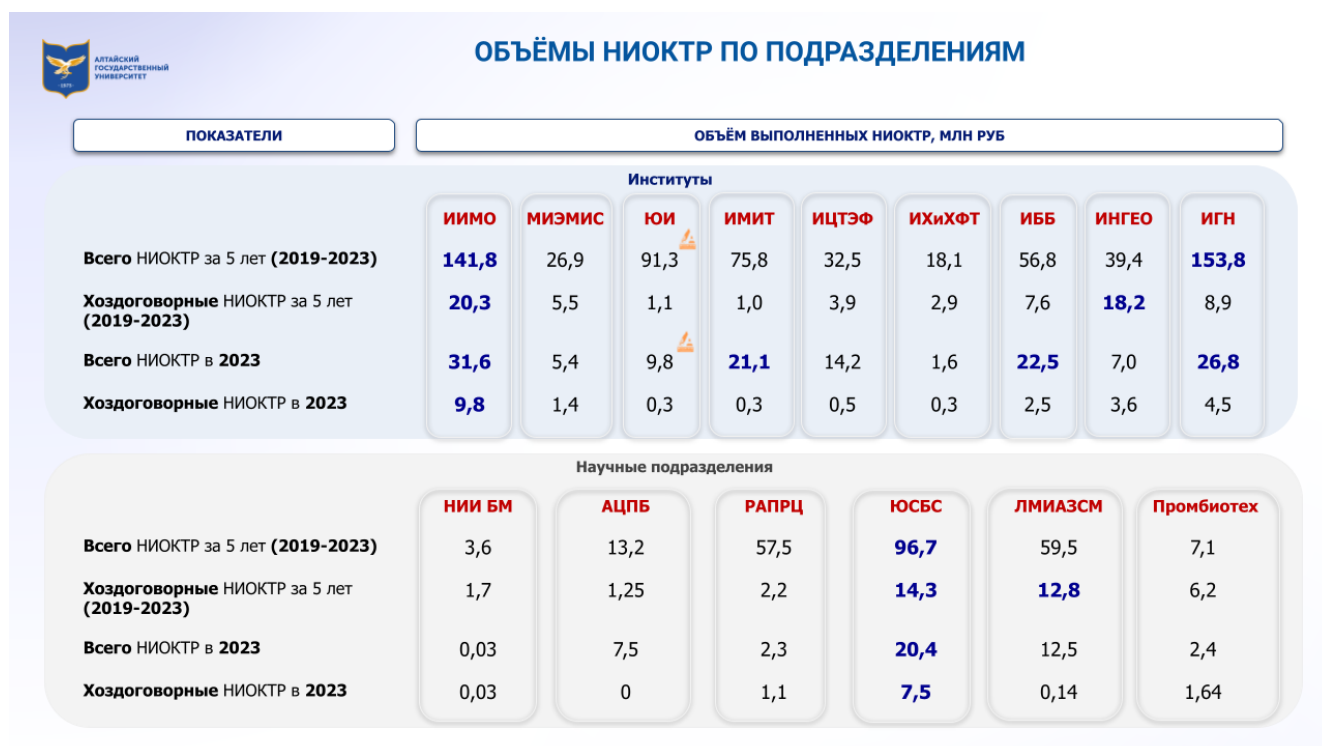 АЛТАЙСКИЙ
ГОСУДАРСТВЕННЫЙ
УНИВЕРСИТЕТ
ОБЪЁМЫ НИОКТР ПО ПОДРАЗДЕЛЕНИЯМ
ПОКАЗАТЕЛИ
ОБЪЁМ ВЫПОЛНЕННЫХ НИОКТР, МЛН РУБ
Институты
ИИМО МИЭМИС ЮИ ИМИТ ИЦТЭФ ИХиХФТ ИББ ИНГЕО ИГН
Всего НИОКТР за 5 лет (2019-2023) 141,8 26,9 91,3 75,8 32,5 18,1 56,8 39,4 153,8
Хоздоговорные НИОКТР за 5 лет
(2019-2023) 20,3 5,5 1,1 1,0 3,9 2,9 7,6 18,2 8,9
Всего НИОКТР в 2023 31,6 5,4 9,8 21,1 14,2 1,6 22,5 7,0 26,8
Хоздоговорные НИОКТР в 2023 9,8 1,4 0,3 0,3 0,5 0,3 2,5 3,6 4,5
Научные подразделения
НИИ БМ АЦПБ РАПРЦ ЮСБС ЛМИАЗСМ Промбиотех
Всего НИОКТР за 5 лет (2019-2023) 3,6 13,2 57,5 96,7 59,5 7,1
Хоздоговорные НИОКТР за 5 лет
(2019-2023) 1,7 1,25 2,2 14,3 12,8 6,2
Всего НИОКТР в 2023 0,03 7,5 2,3 20,4 12,5 2,4
Хоздоговорные НИОКТР в 2023 0,03 0 1,1 7,5 0,14 1,64